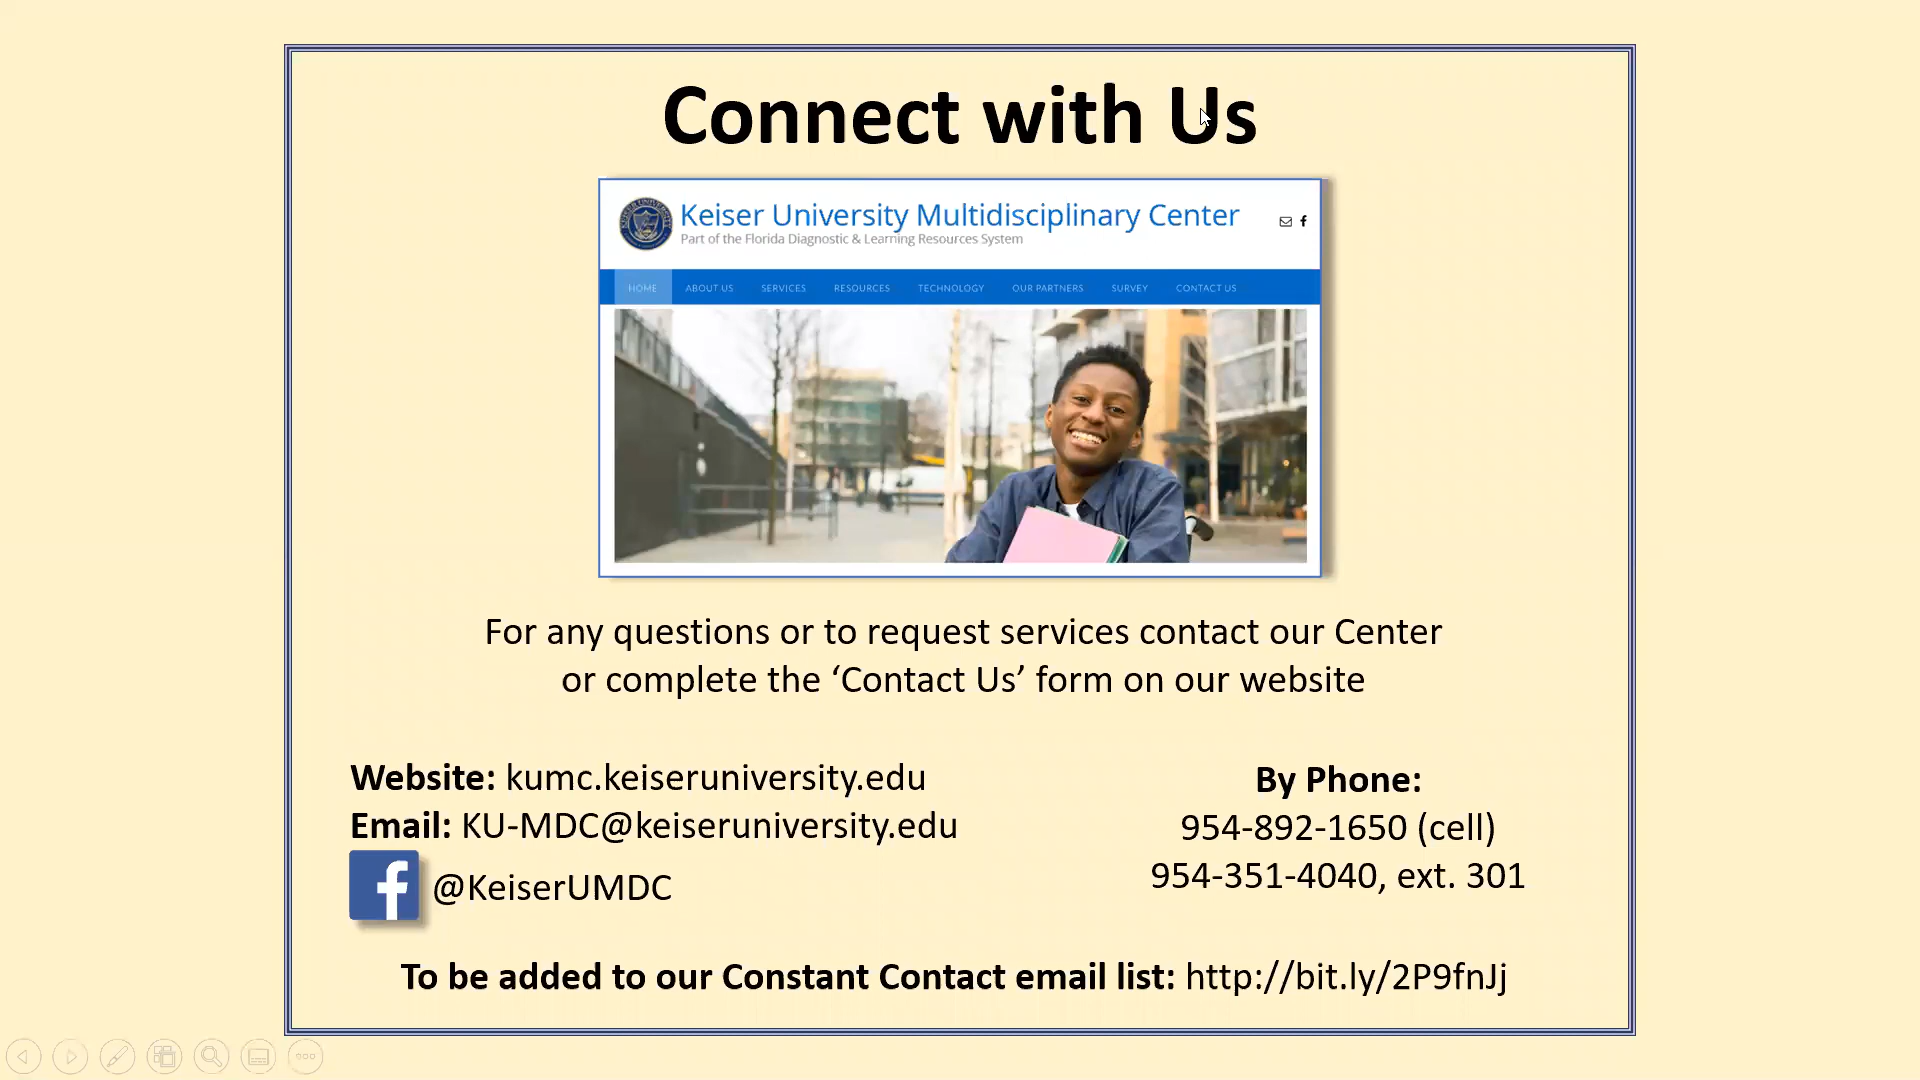 Connect with Us
Keiser University Multidisciplinary Center
Part of the Florida Diagnostic & Learning Resources System
HOME ABOUT US SERVICES RESOURCES TECHNOLOGY OUR PARTNERS SURVEY CONTACT US
For any questions or to request services contact our Center
or complete the ‘Contact Us’ form on our website
Website: kumc.keiseruniversity.edu
Email: KU-MDC@keiseruniversity.edu
@KeiserUMDC
By Phone:
954-892-1650 (cell)
954-351-4040, ext. 301
To be added to our Constant Contact email list: http://bit.ly/2P9fnJj